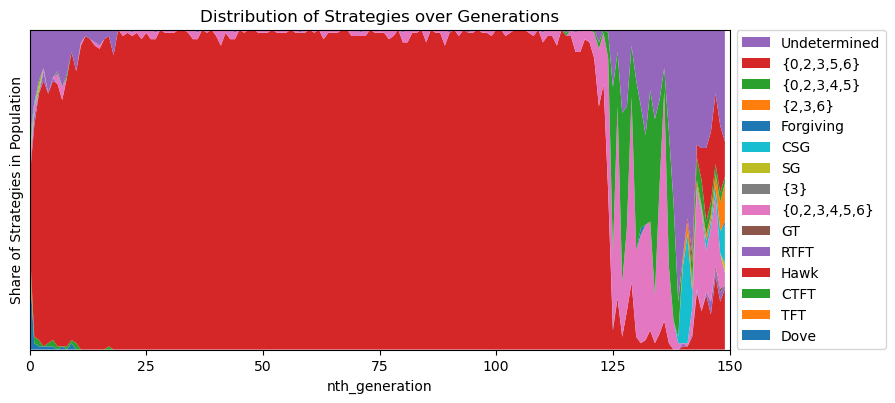 Distribution of Strategies over Generations
Share of Strategies in Population
0 25 50 75 100 125 150
nth_generation
Undetermined
{0,2,3,5,6}
{0,2,3,4,5}
{2,3,6}
Forgiving
CSG
SG
{3}
{0,2,3,4,5,6}
GT
RTFT
Hawk
CTFT
TFT
Dove